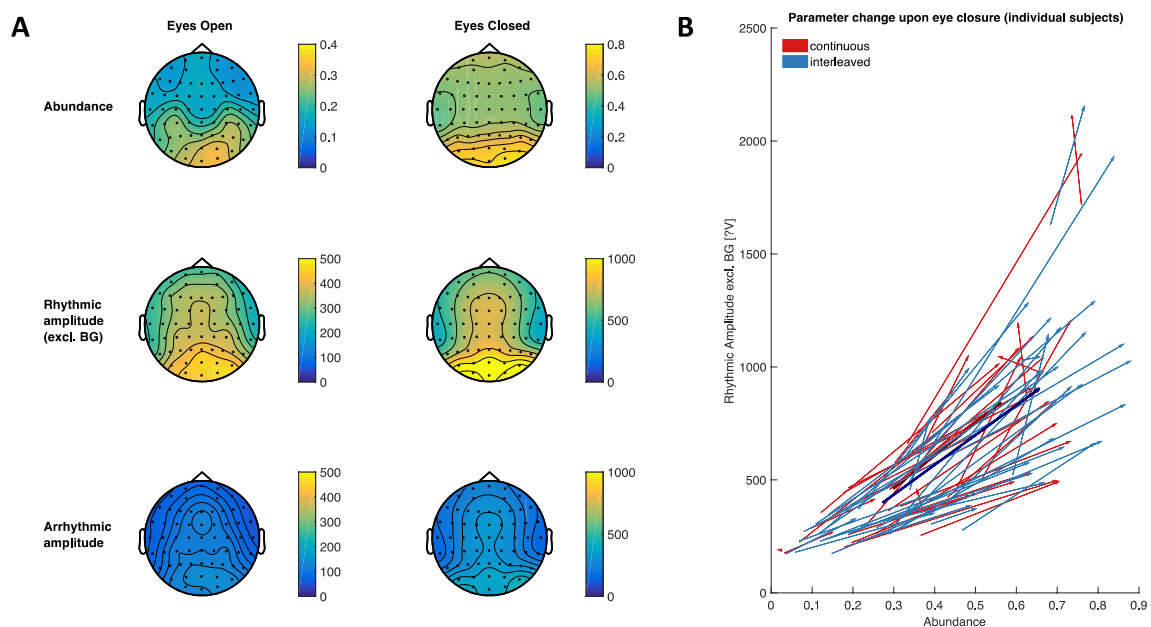 A
Eyes Open
Eyes Closed
Abundance
0.4
0.3
0.2
0.1
0
0.8
0.6
0.4
0.2
0
Rhythmic
amplitude
(excl. BG)
500
400
300
200
100
0
1000
500
0
Arrhythmic
amplitude
500
400
300
200
100
0
1000
500
0
B
Parameter change upon eye closure (individual subjects)
continuous
interleaved
Rhythmic Amplitude excl. BG [?V]
2500
2000
1500
1000
500
0
0 0.1 0.2 0.3 0.4 0.5 0.6 0.7 0.8 0.9
Abundance